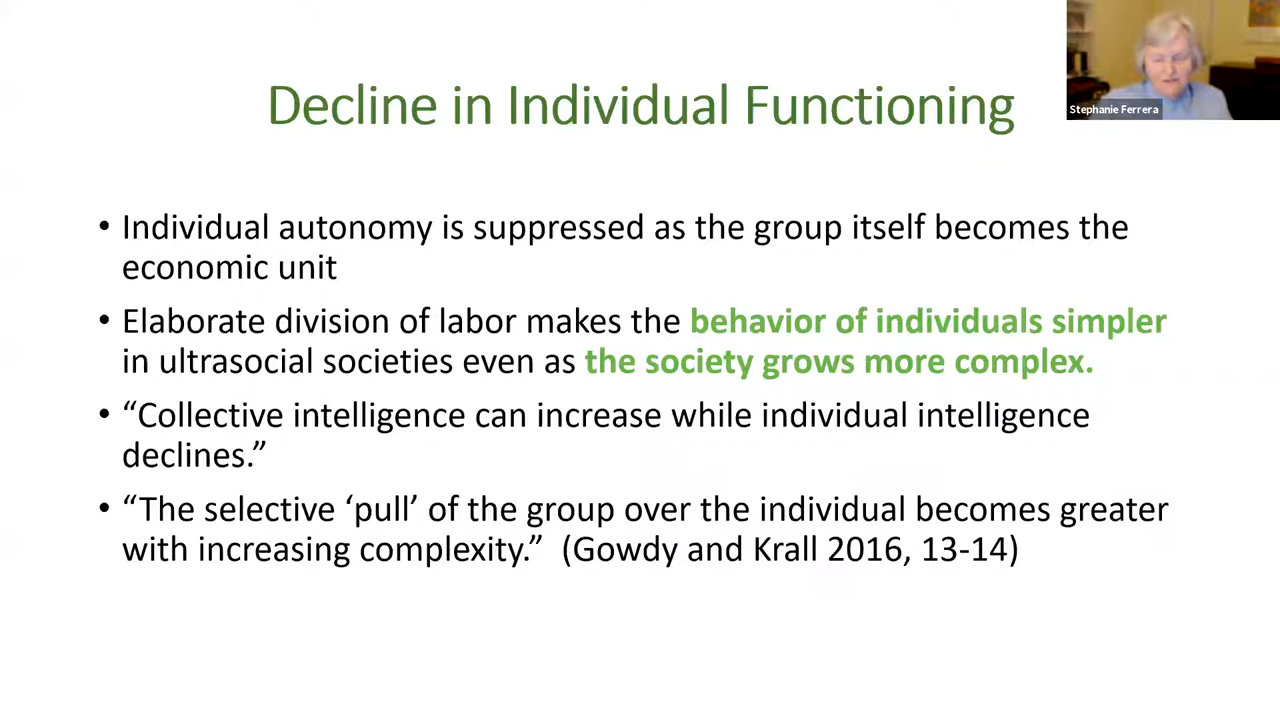 Decline in Individual Functioning
Stephanie Ferrera
• Individual autonomy is suppressed as the group itself becomes the
economic unit
• Elaborate division of labor makes the behavior of individuals simpler
in ultrasocial societies even as the society grows more complex.
• “Collective intelligence can increase while individual intelligence
declines.”
• “The selective ‘pull’ of the group over the individual becomes greater
with increasing complexity.”  (Gowdy and Krall 2016, 13-14)